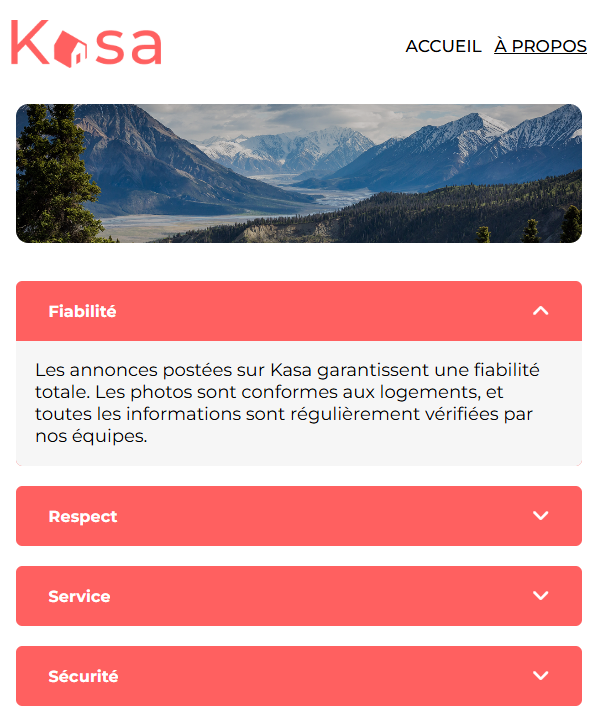 Kasa
ACCUEIL À PROPOS
Fiabilité
Les annonces postées sur Kasa garantissent une fiabilité
totale. Les photos sont conformes aux logements, et
toutes les informations sont régulièrement vérifiées par
nos équipes.
Respect
Service
Sécurité